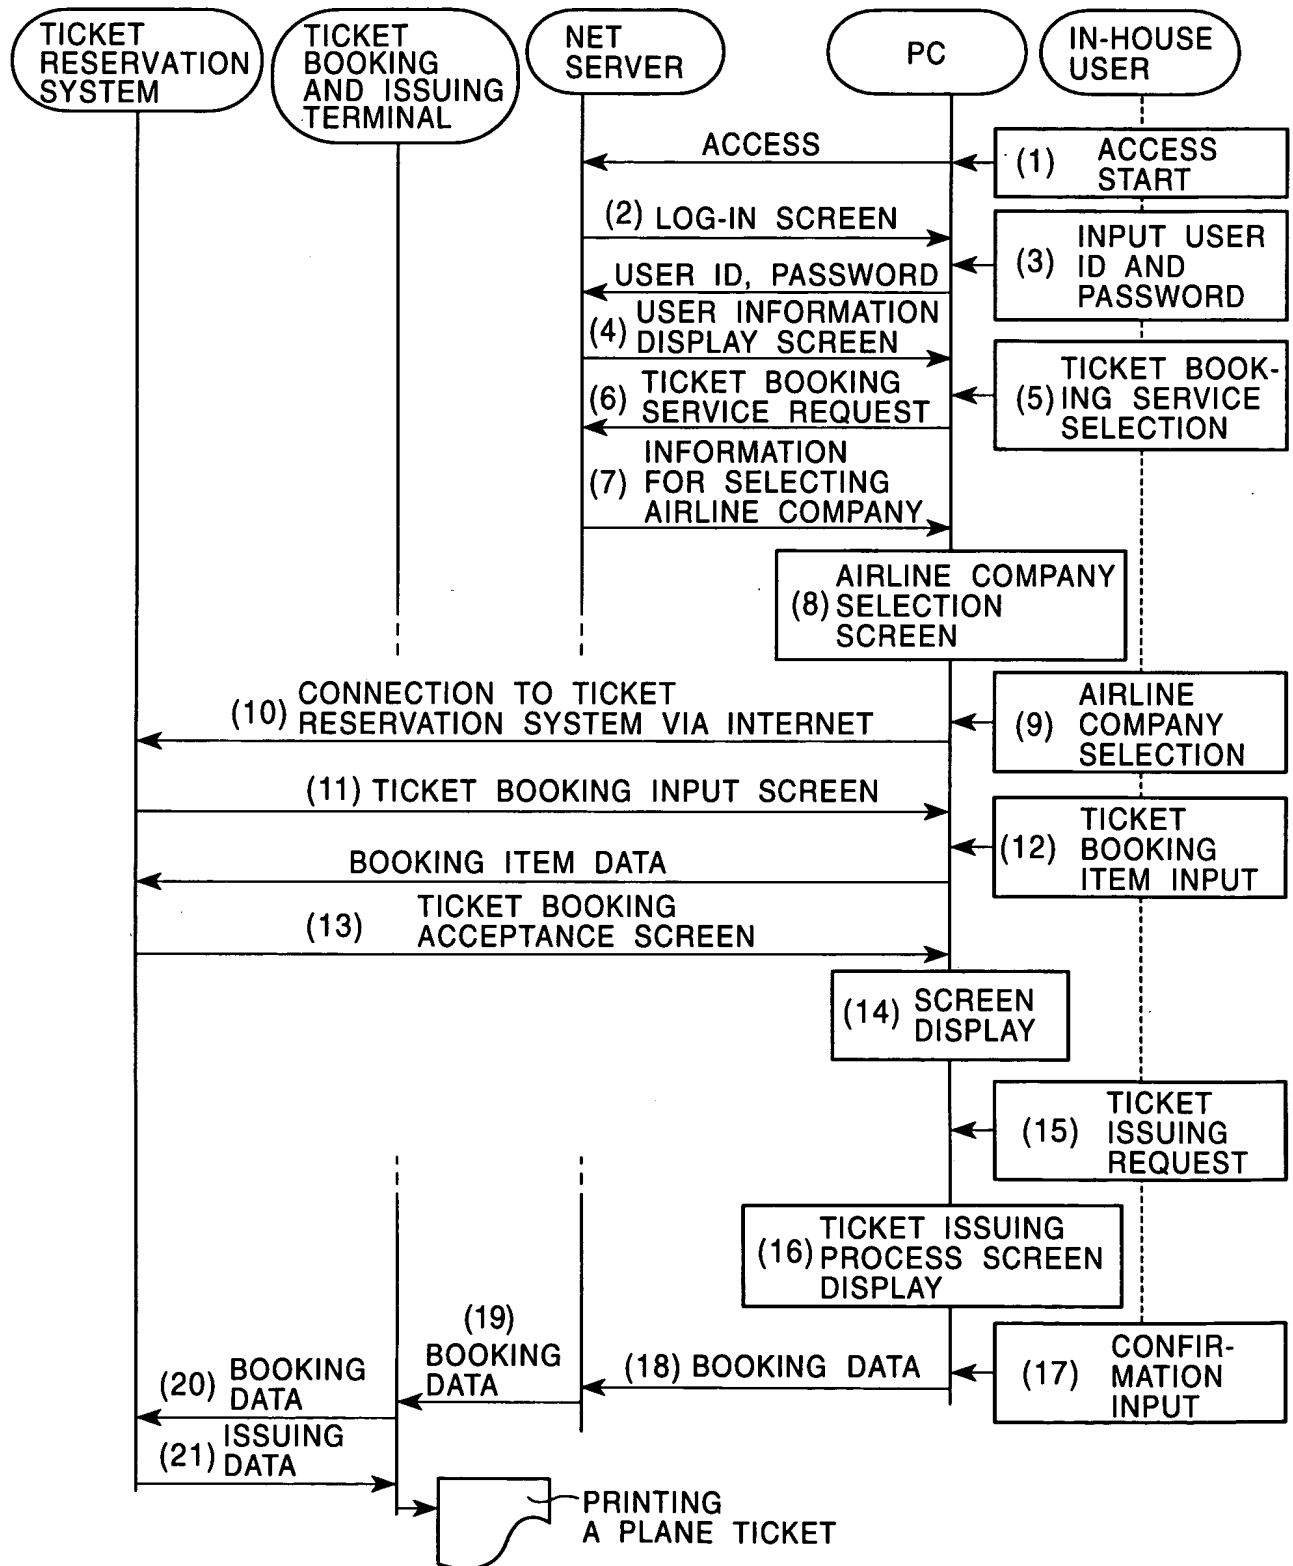 TICKET
RESERVATION
SYSTEM
TICKET
BOOKING
AND ISSUING
TERMINAL
NET
SERVER
PC
IN-HOUSE
USER
ACCESS
(1) ACCESS
START
(2) LOG-IN SCREEN
(3) INPUT USER
ID AND
PASSWORD
USER ID, PASSWORD
(4) USER INFORMATION
DISPLAY SCREEN
(5) TICKET BOOK-
ING SERVICE
SELECTION
(6) TICKET BOOKING
SERVICE REQUEST
(7) INFORMATION
FOR SELECTING
AIRLINE COMPANY
(8) AIRLINE COMPANY
SELECTION
SCREEN
(9) AIRLINE
COMPANY
SELECTION
(10) CONNECTION TO TICKET
RESERVATION SYSTEM VIA INTERNET
(11) TICKET BOOKING INPUT SCREEN
(12) TICKET
BOOKING
ITEM INPUT
BOOKING ITEM DATA
(13) TICKET BOOKING
ACCEPTANCE SCREEN
(14) SCREEN
DISPLAY
(15) TICKET
ISSUING
REQUEST
(16) TICKET ISSUING
PROCESS SCREEN
DISPLAY
(17) CONFIR-
MATION
INPUT
(18) BOOKING DATA
(19)
BOOKING
DATA
(20) BOOKING
DATA
(21) ISSUING
DATA
PRINTING
A PLANE TICKET